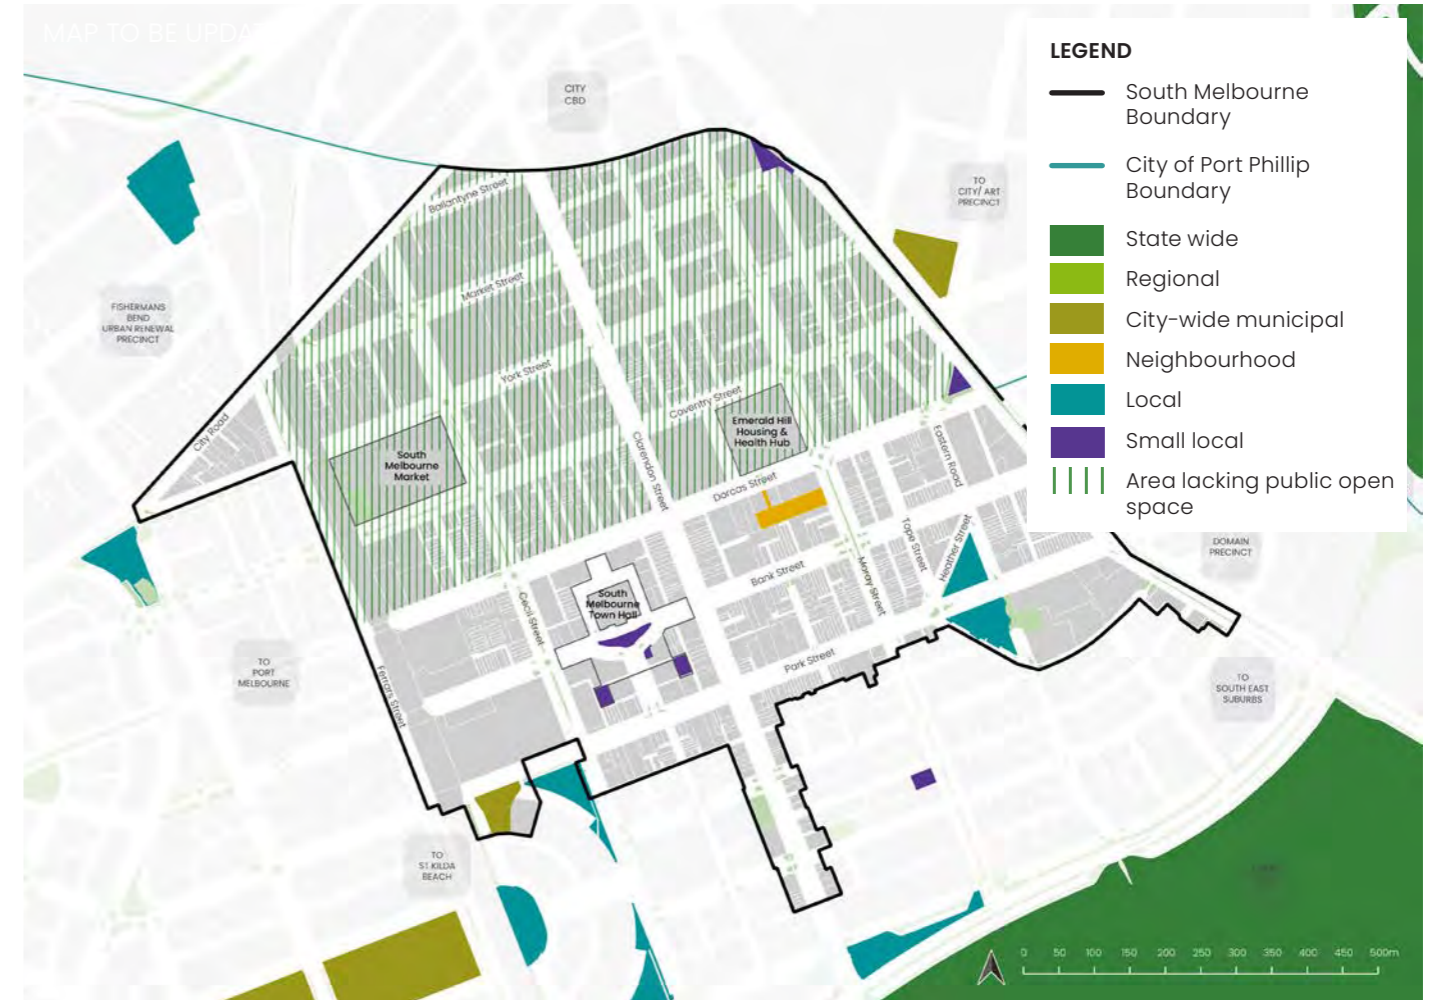 MAP TO BE UPDAT
LEGEND
South Melbourne
Boundary
City of Port Phillip
Boundary
State wide
Regional
City-wide municipal
Neighbourhood
Local
Small local
Area lacking public open
space
CITY
CBD
TO
CITY/ ART
PRECINCT
FISHERMANS
BEND
URBAN RENEWAL
PRECINCT
Ballantyne Street
Market Street
York Street
Coventry Street
City Road
Clarendon Street
Emerald Hill
Housing &
Health Hub
South
Melbourne
Market
Dorcas Street
Eastern Road
Tope Street
Heather Street
Moray Street
Bank Street
DOMAIN
PRECINCT
South
Melbourne
Town Hall
Cecil Street
Park Street
Ferrars Street
TO
PORT
MELBOURNE
TO
SOUTH EAST
SUBURBS
TO
ST KILDA
BEACH
0 50 100 150 200 250 300 350 400 450 500m